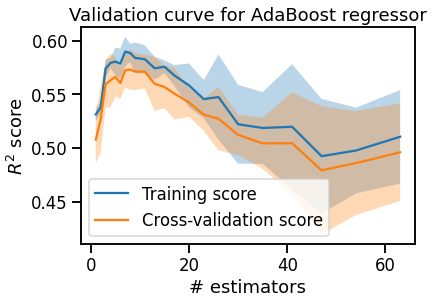 Validation curve for AdaBoost regressor
R² score
0.60
0.55
0.50
0.45
Training score
Cross-validation score
0 20 40 60
# estimators